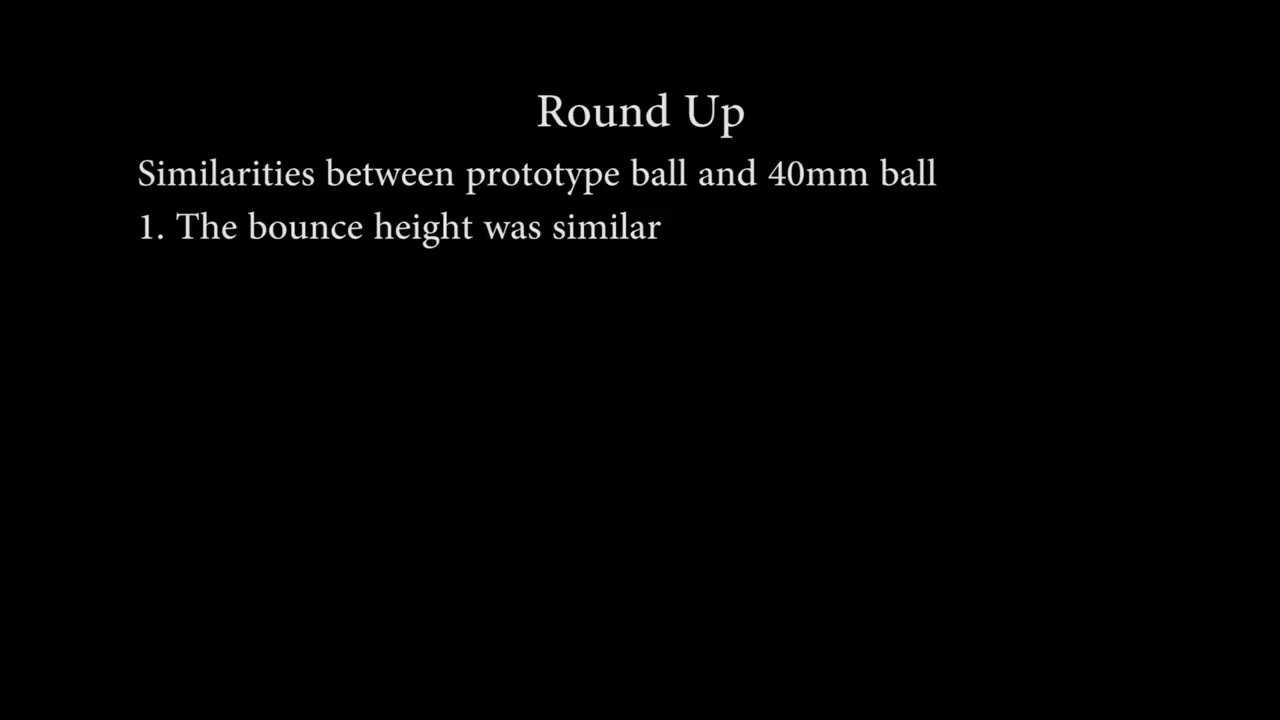 Round Up
Similarities between prototype ball and 40mm ball
1. The bounce height was similar